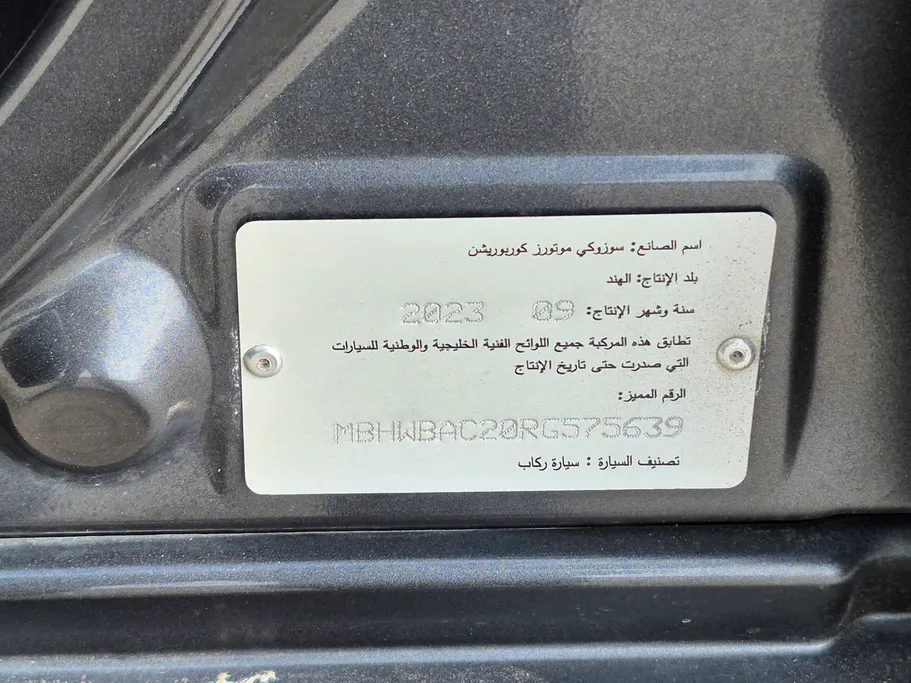 اسم الصانع: سوزوكي موتورز كوربوريشن
بلد الإنتاج: الهند
سنة وشهر الإنتاج: 09 2023
تطابق هذه المركبة جميع اللوائح الفنية الخليجية والوطنية للسيارات
التي صدرت حتى تاريخ الإنتاج
الرقم المميز:
MBHWBAC20RG575639
تصنيف السيارة : سيارة ركاب